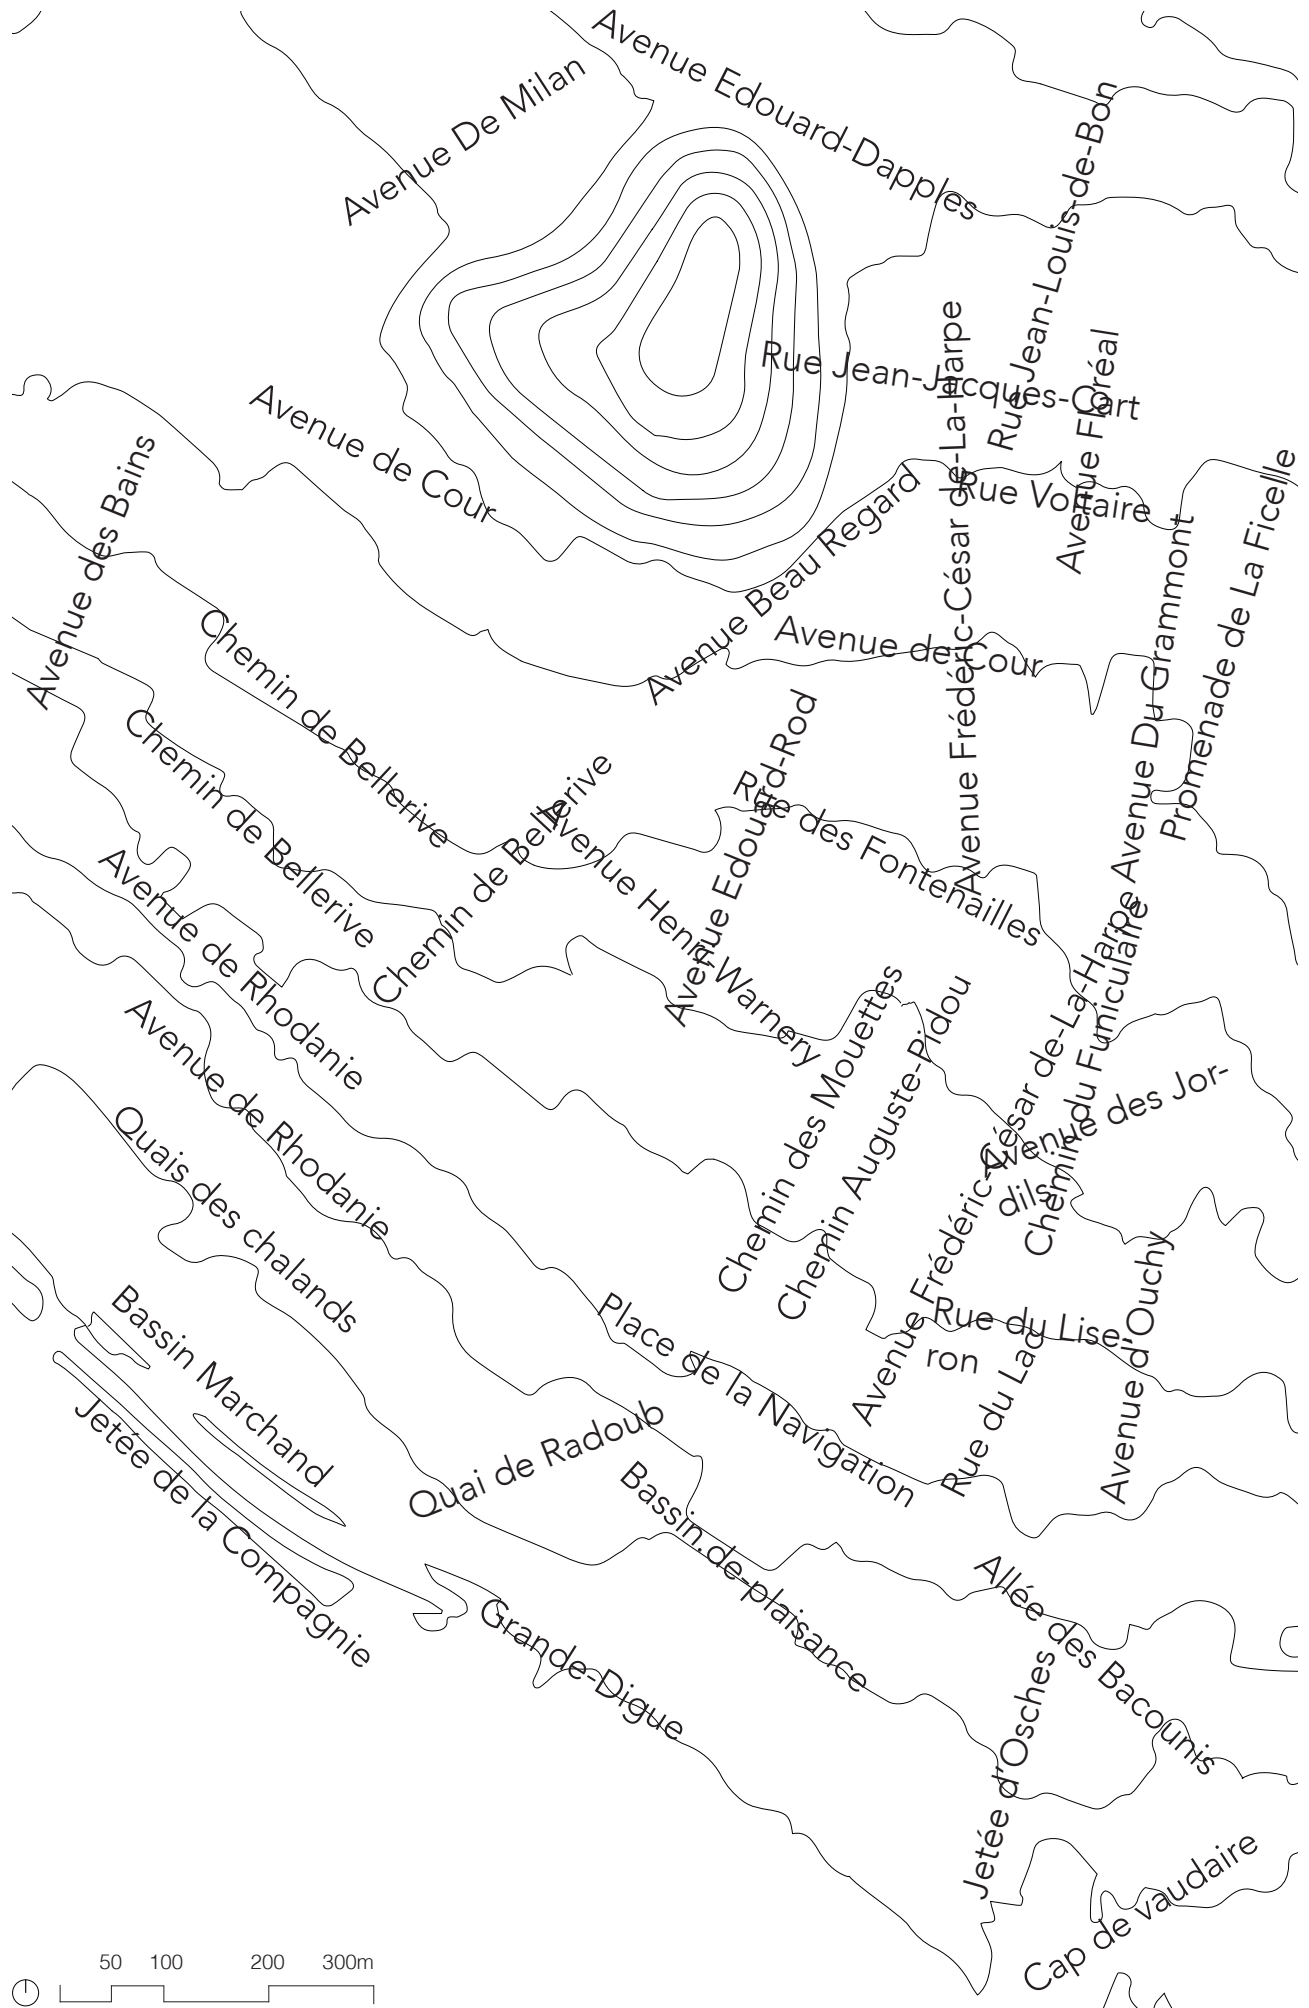 Avenue Edouard-Dapples
Avenue De Milan
Rue Jean-Louis-de-Bon
Rue Jean-Jacques-Cart
Avenue Floréal
Avenue de Cour
Avenue des Bains
Avenue Beau Regard
Rue Voltaire
Avenue Frédéric-César de-La-Harpe
Promenade de La Ficelle
Avenue Du Grammont
Chemin de Bellerive
Avenue de Cour
Chemin de Bellerive
Avenue Edouard-Rod
Chemin de Bellerive
Avenue Henri-Warnery
Rue des Fontenailles
Avenue de Rhodanie
Avenue de Rhodanie
Chemin des Mouettes
Chemin Auguste-Pidou
Avenue Frédéric-César de-La-Harpe
Chemin du Funiculaire
Avenue des Jor-
dils
Quais des chalands
Place de la Navigation
Rue du Lise-
ron
Rue du Lac
Avenue d'Ouchy
Bassin Marchand
Jetée de la Compagnie
Quai de Radoub
Bassin de plaisance
Allée des Bacounis
Grande-Digue
Jetée d'Osches
Cap de vaudaire
50 100 200 300m